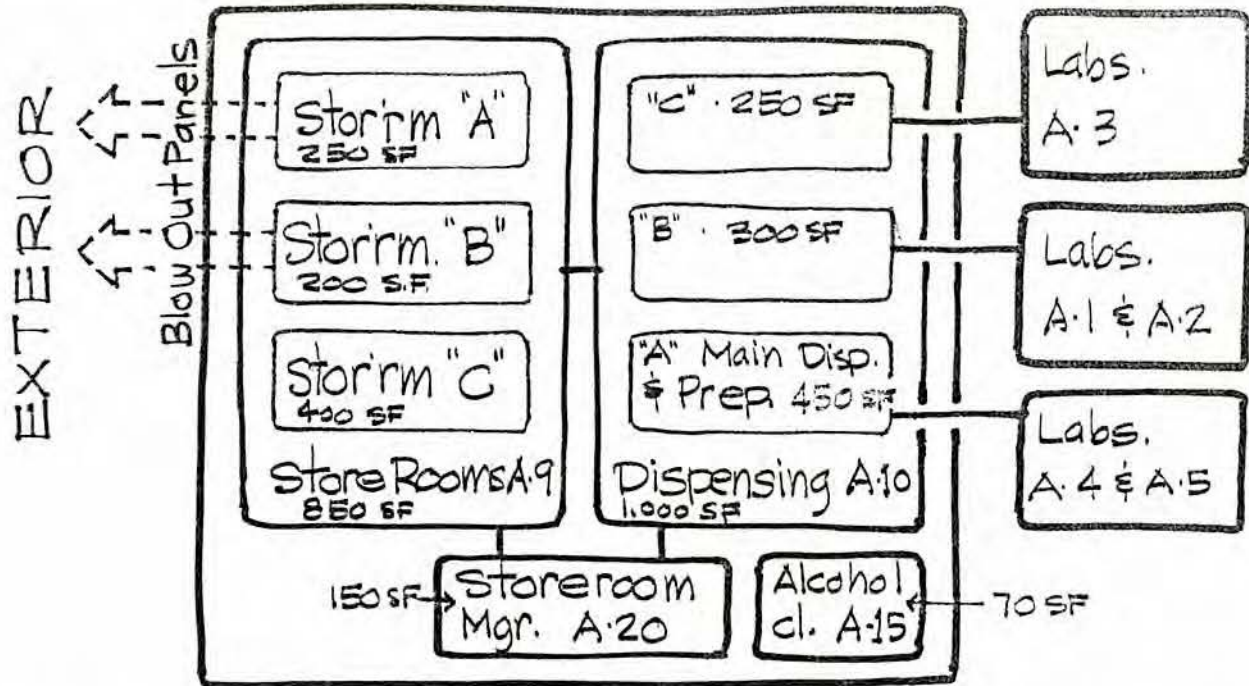 EXTERIOR
Blow Out Panels
Stor'rm "A"
250 SF
Stor'rm. "B"
200 S.F.
Stor'rm "C"
400 SF
Store Rooms A·9
850 SF
"C" · 250 SF
"B" · 300 SF
"A" Main Disp.
& Prep. 450 SF
Dispensing A·10
1,000 SF
Labs.
A·3
Labs.
A·1 & A·2
Labs.
A·4 & A·5
150 SF
Storeroom
Mgr. A·20
Alcohol
cl. A·15
70 SF